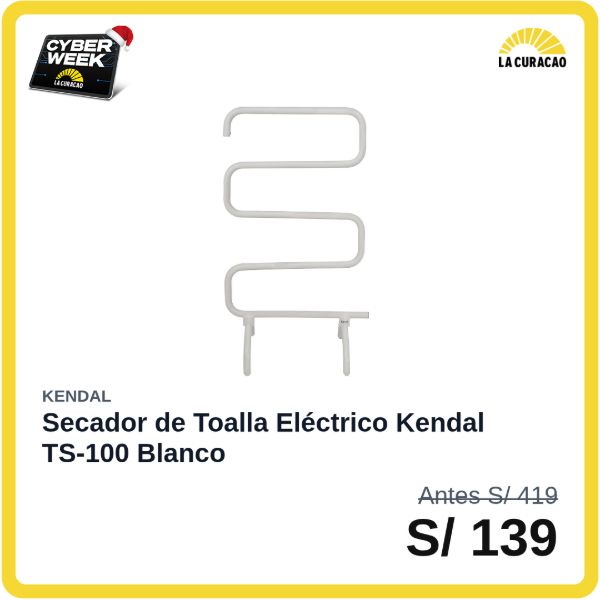 CYBER
WEEK
LA CURACAO
LA CURACAO
KENDAL
Secador de Toalla Eléctrico Kendal
TS-100 Blanco
Antes S/ 419
S/ 139